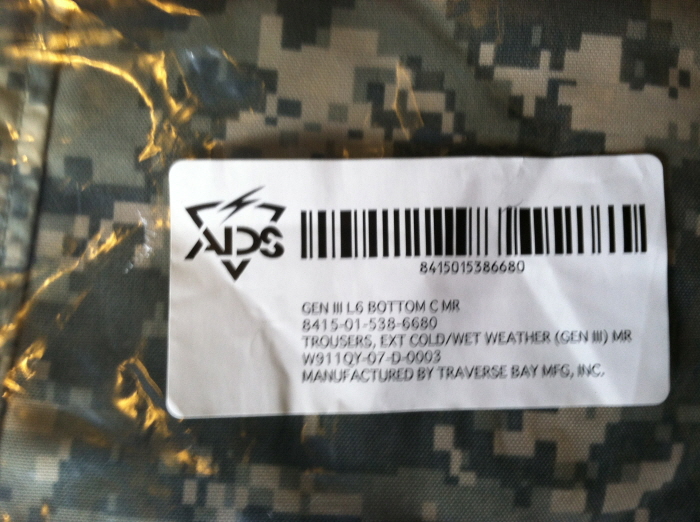 ADS
8415015386680
GEN III L6 BOTTOM C MR
8415-01-538-6680
TROUSERS, EXT COLD/WET WEATHER (GEN III) MR
W911QY-07-D-0003
MANUFACTURED BY TRAVERSE BAY MFG, INC.